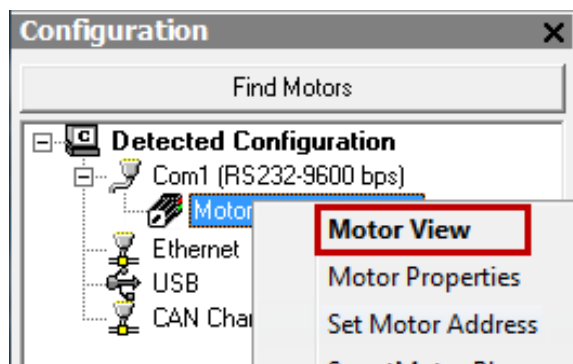 Configuration
Find Motors
Detected Configuration
Com1 (RS232-9600 bps)
Motor
Motor View
Ethernet
Motor Properties
USB
Set Motor Address
CAN